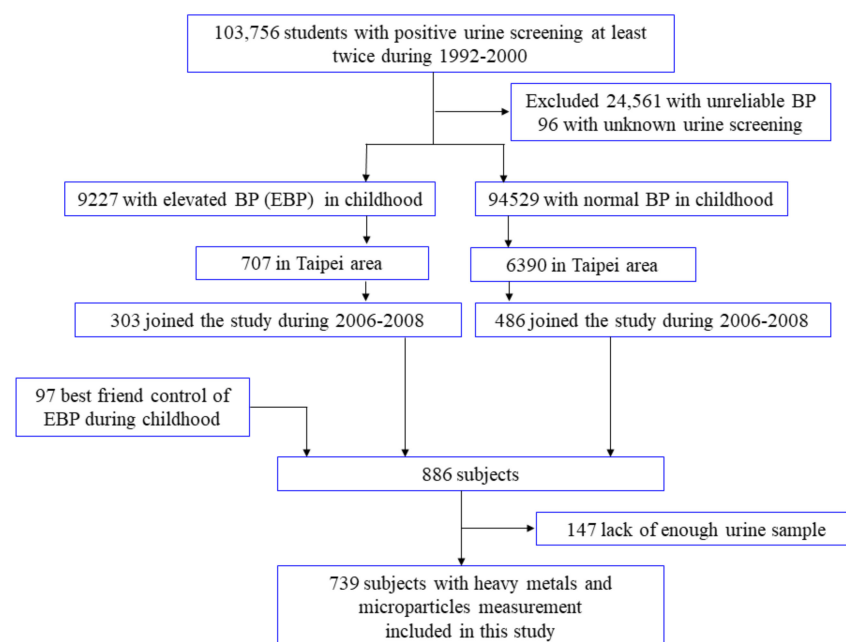 103,756 students with positive urine screening at least
twice during 1992-2000
Excluded 24,561 with unreliable BP
96 with unknown urine screening
9227 with elevated BP (EBP) in childhood
94529 with normal BP in childhood
707 in Taipei area
6390 in Taipei area
303 joined the study during 2006-2008
486 joined the study during 2006-2008
97 best friend control of
EBP during childhood
886 subjects
147 lack of enough urine sample
739 subjects with heavy metals and
microparticles measurement
included in this study